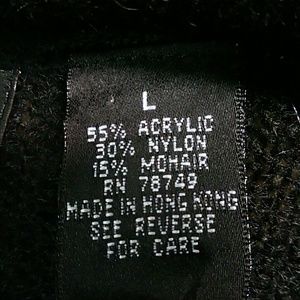 L
55% ACRYLIC
30% NYLON
15% MOHAIR
RN 78749
MADE IN HONG KONG
SEE REVERSE
FOR CARE